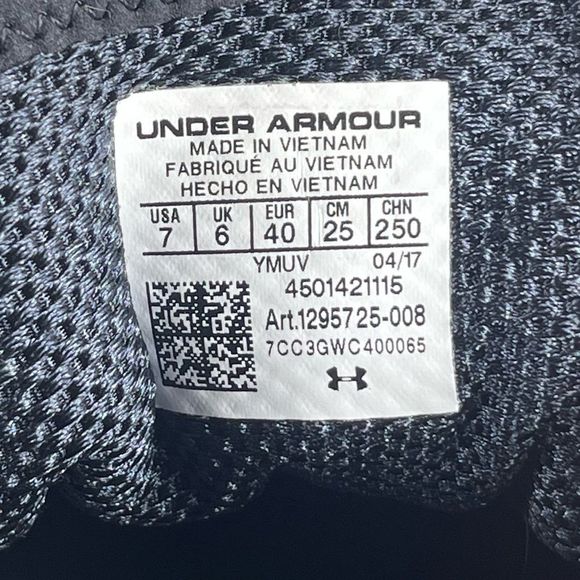 UNDER ARMOUR
MADE IN VIETNAM
FABRIQUÉ AU VIETNAM
HECHO EN VIETNAM
USA UK EUR CM CHN
7 6 40 25 250
YMUV 04/17
4501421115
Art.1295725-008
7CC3GWC400065